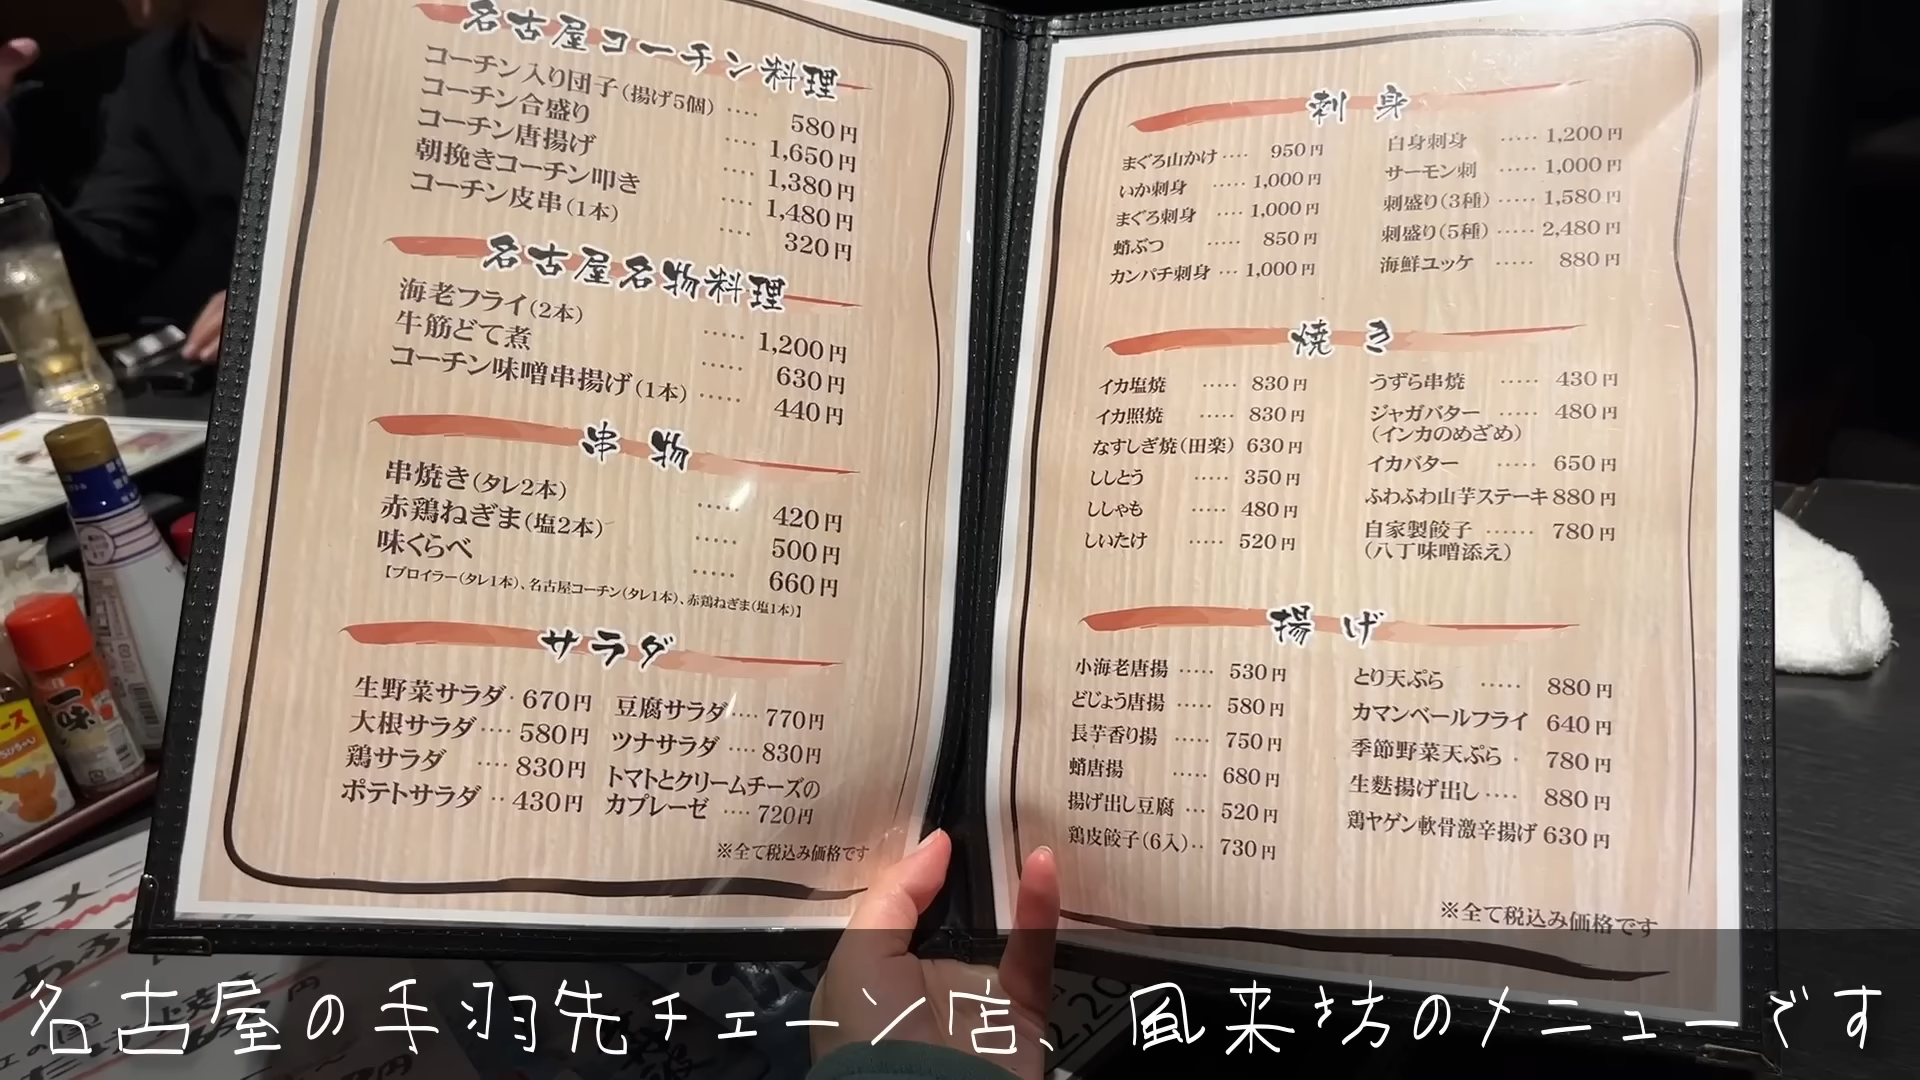 名古屋コーチン料理
コーチン入り団子(揚げ5個) ···· 580円
コーチン合盛り ···· 1,650円
コーチン唐揚げ ···· 1,380円
朝挽きコーチン叩き ···· 1,480円
コーチン皮串(1本) ···· 320円
名古屋名物料理
海老フライ(2本) ····· 1,200円
牛筋どて煮 ····· 630円
コーチン味噌串揚げ(1本) ····· 440円
串物
串焼き(タレ2本) ····· 420円
赤鶏ねぎま(塩2本) ····· 500円
味くらべ ····· 660円
【ブロイラー(タレ1本)、名古屋コーチン(タレ1本)、赤鶏ねぎま(塩1本)】
サラダ
生野菜サラダ · 670円
大根サラダ ···· 580円
鶏サラダ ···· 830円
ポテトサラダ ·· 430円
豆腐サラダ ···· 770円
ツナサラダ ···· 830円
トマトとクリームチーズの
カプレーゼ ···· 720円
※全て税込み価格です
刺身
まぐろ山かけ ···· 950円
いか刺身 ····· 1,000円
まぐろ刺身 ···· 1,000円
蛸ぶつ ····· 850円
カンパチ刺身 ··· 1,000円
白身刺身 ····· 1,200円
サーモン刺 ····· 1,000円
刺盛り(3種) ····· 1,580円
刺盛り(5種) ····· 2,480円
海鮮ユッケ ····· 880円
焼き
イカ塩焼 ····· 830円
イカ照焼 ····· 830円
なすしぎ焼(田楽) 630円
ししとう ····· 350円
ししゃも ····· 480円
しいたけ ····· 520円
うずら串焼 ····· 430円
ジャガバター ····· 480円
(インカのめざめ)
イカバター ····· 650円
ふわふわ山芋ステーキ 880円
自家製餃子 ······ 780円
(八丁味噌添え)
揚げ
小海老唐揚 ····· 530円
どじょう唐揚 ····· 580円
長芋香り揚 ····· 750円
蛸唐揚 ····· 680円
揚げ出し豆腐 ··· 520円
鶏皮餃子(6入) ·· 730円
とり天ぷら ····· 880円
カマンベールフライ 640円
季節野菜天ぷら · 780円
生麩揚げ出し ···· 880円
鶏ヤゲン軟骨激辛揚げ 630円
※全て税込み価格です
一味
名古屋の手羽先チェーン店、風来坊のメニューです